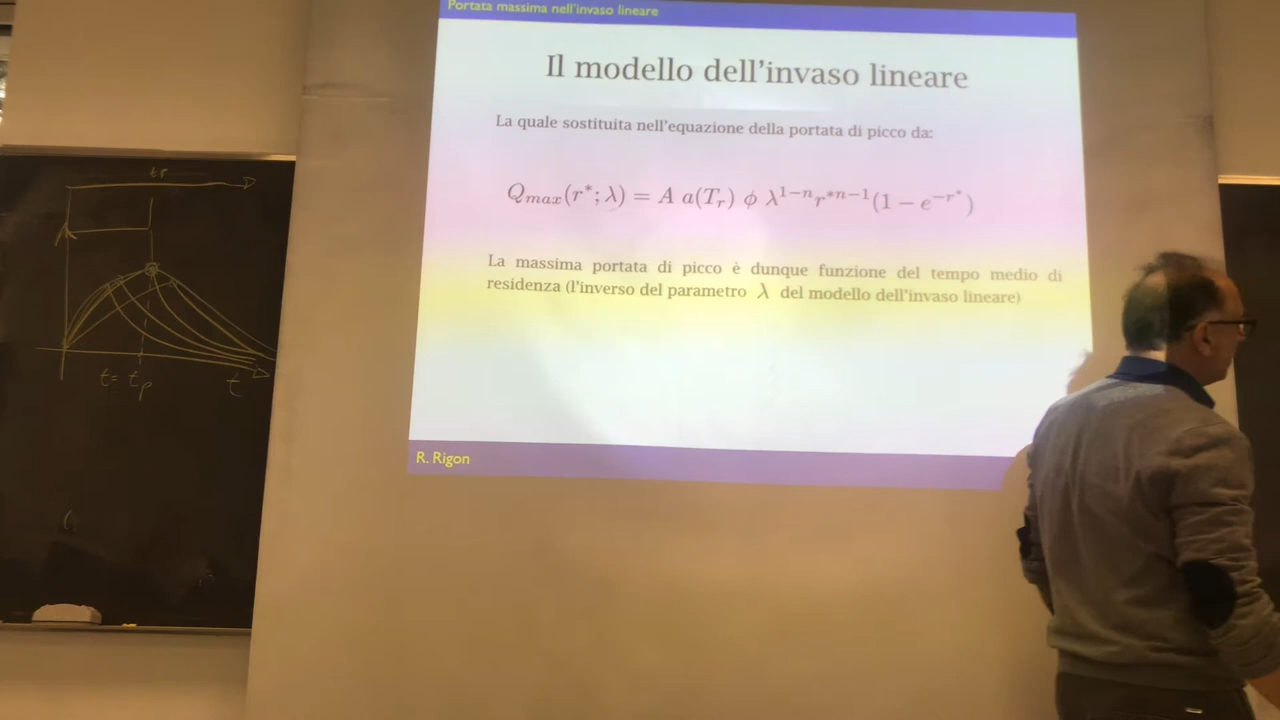 Portata massima nell'invaso lineare
Il modello dell'invaso lineare
La quale sostituita nell'equazione della portata di picco da:
Q_{max}(r^*; λ) = A a(T_r) ϕ λ^{1−n} r^{*n−1}(1 − e^{−r^*})
La massima portata di picco è dunque funzione del tempo medio di
residenza (l'inverso del parametro λ del modello dell'invaso lineare)
R. Rigon
t = t_p
t